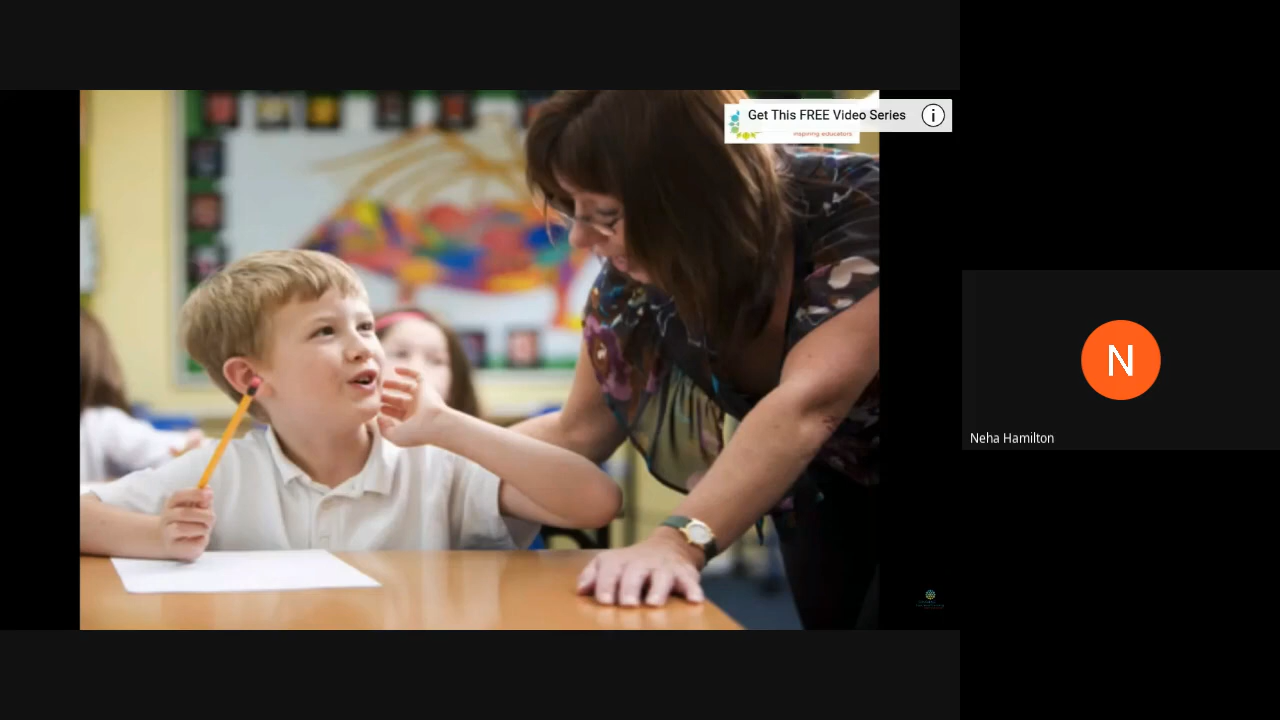 Get This FREE Video Series
inspiring educators
N
Neha Hamilton